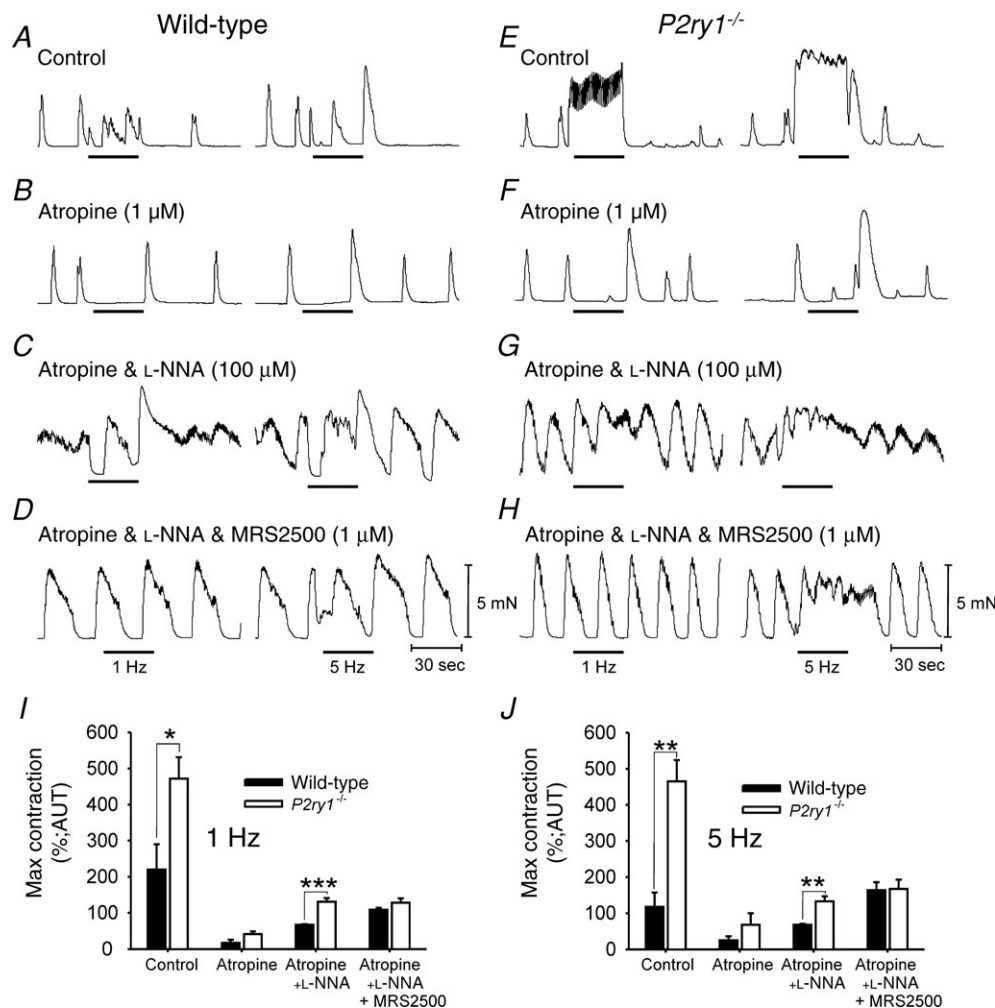 Wild-type
P2ry1-/-
A
Control
E
Control
B
Atropine (1 µM)
F
Atropine (1 µM)
C
Atropine & L-NNA (100 µM)
G
Atropine & L-NNA (100 µM)
D
Atropine & L-NNA & MRS2500 (1 µM)
H
Atropine & L-NNA & MRS2500 (1 µM)
5 mN
1 Hz
5 Hz
30 sec
5 mN
1 Hz
5 Hz
30 sec
I
Max contraction
(%;AUT)
600
500
400
300
200
100
0
*
***
Wild-type
P2ry1-/-
1 Hz
Control
Atropine
Atropine
+L-NNA
Atropine
+L-NNA
+ MRS2500
J
Max contraction
(%;AUT)
600
500
400
300
200
100
0
**
**
Wild-type
P2ry1-/-
5 Hz
Control
Atropine
Atropine
+L-NNA
Atropine
+L-NNA
+ MRS2500